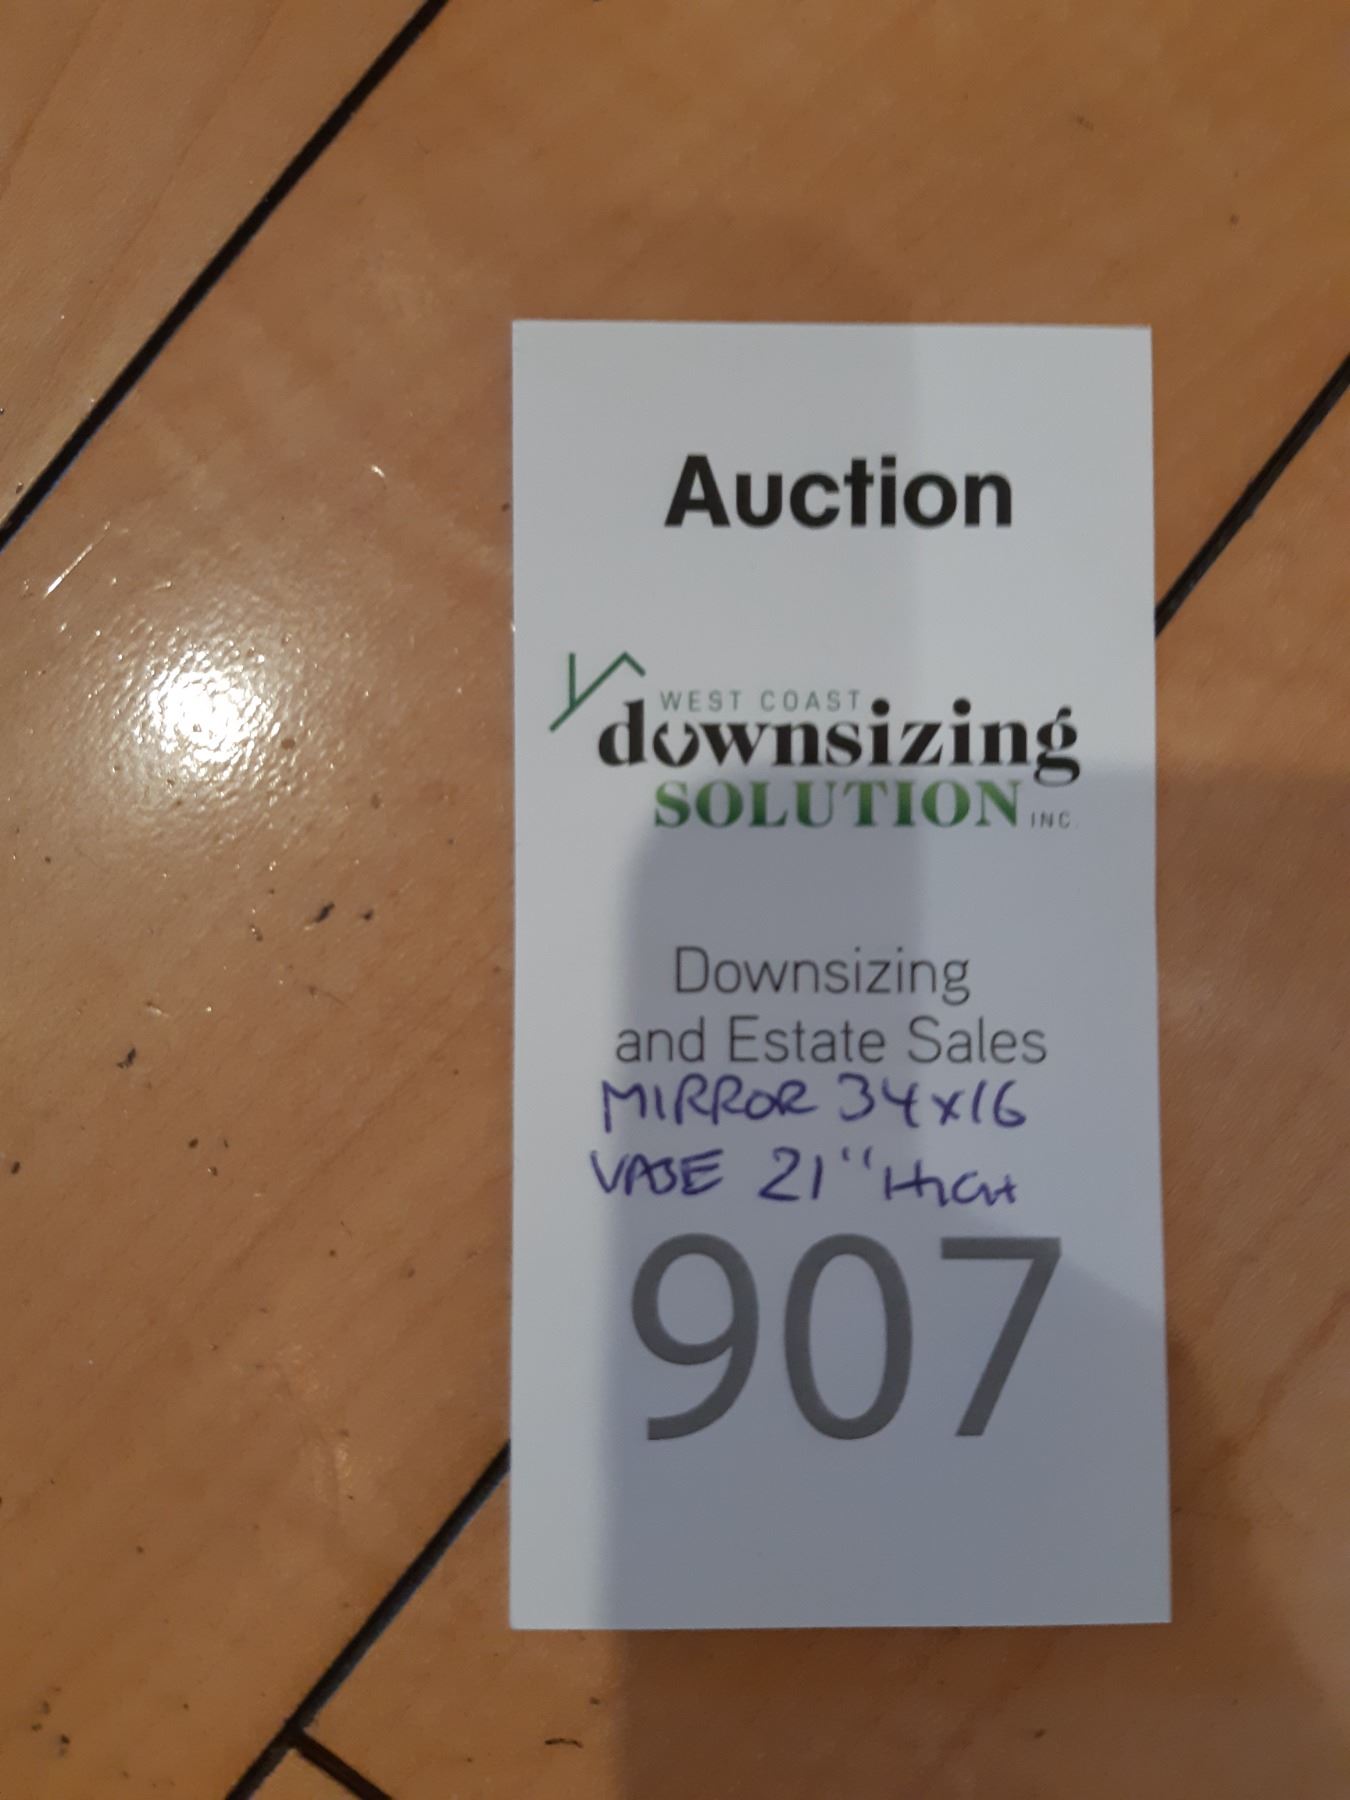 Auction
WEST COAST
downsizing
SOLUTION INC.
Downsizing
and Estate Sales
MIRROR 34x16
VASE 21" HIGH
907